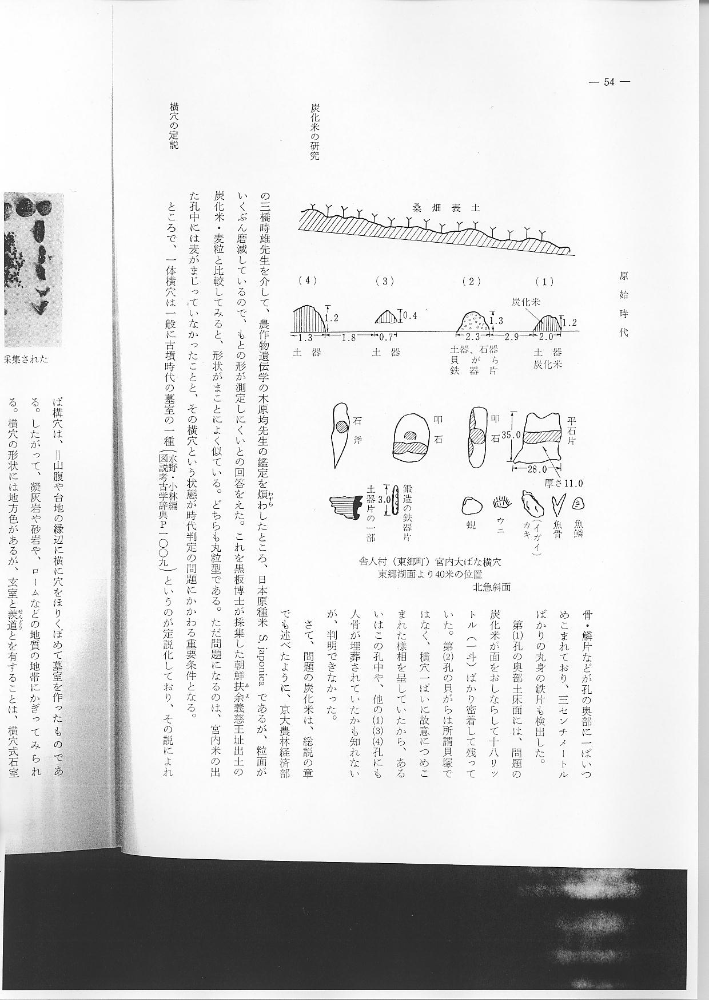 ― 54 ―
原始時代
桑畑表土
(4)
(3)
(2)
(1)
炭化米
1.2
0.4
1.3
1.2
1.3
1.8
0.7
2.3
2.9
2.0
土器
土器
土器、石器
貝がら
鉄器片
土器
炭化米
石斧
叩石
叩石
平石片
35.0
28.0
厚さ11.0
土器片の一部
3.0
鍛造の鉄器片
蜆
ウニ
カキ
(イガイ)
魚骨
魚鱗
舎人村(東郷町)宮内大ばな横穴
東郷湖面より40米の位置
北急斜面
骨・鱗片などが孔の奥部に一ぱいつ
めこまれており、三センチメートル
ばかりの丸身の鉄片も検出した。
第(1)孔の奥部土床面には、問題の
炭化米が面をおしならして十八リッ
トル(一斗)ばかり密着して残って
いた。第(2)孔の貝がらは所謂貝塚で
はなく、横穴一ぱいに故意につめこ
まれた様相を呈していたから、ある
いはこの孔中や、他の(1)(3)(4)孔にも
人骨が埋葬されていたかも知れない
が、判明できなかった。
炭化米の研究
さて、問題の炭化米は、総説の章
でも述べたように、京大農林経済部
の三橋時雄先生を介して、農作物遺伝学の木原均先生の鑑定を煩わしたところ、日本原種米 S. japonica であるが、粒面が
わずら
いくぶん磨滅しているので、もとの形が測定しにくいとの回答をえた。これを黒板博士が採集した朝鮮扶余義慈王址出土の
ふよ
炭化米・麦粒と比較してみると、形状がまことによく似ている。どちらも丸粒型である。ただ問題になるのは、宮内米の出
た孔中には麦がまじっていなかったことと、その横穴という状態が時代判定の問題にかかわる重要条件となる。
横穴の定説
ところで、一体横穴は一般に古墳時代の墓室の一種(水野・小林編図説考古学辞典P一〇〇九)というのが定説化しており、その説によれ
採集された
ば構穴は、‖山腹や台地の縁辺に横に穴をほりくぼめて墓室を作ったものであ
る。したがって、凝灰岩や砂岩や、ロームなどの地質の地帯にかぎってみられ
る。横穴の形状には地方色があるが、玄室と羨道とを有することは、横穴式石室
せんどう